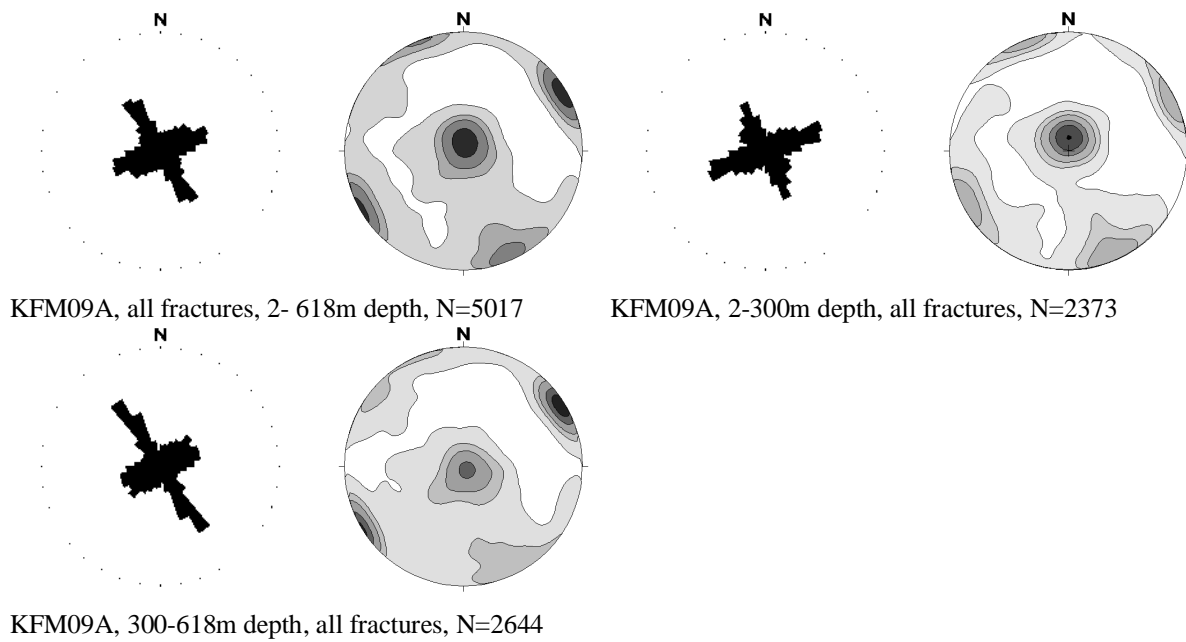 N N N N
KFM09A, all fractures, 2- 618m depth, N=5017
KFM09A, 2-300m depth, all fractures, N=2373
N N
KFM09A, 300-618m depth, all fractures, N=2644